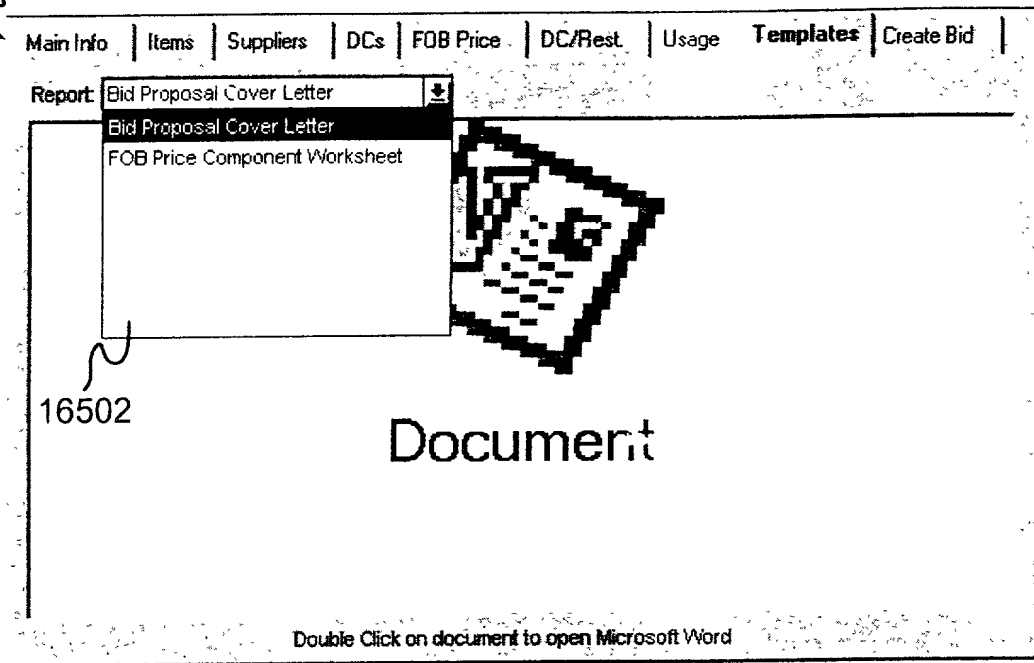 Main Info Items Suppliers DCs FOB Price DC/Rest. Usage Templates Create Bid
Report: Bid Proposal Cover Letter
Bid Proposal Cover Letter
FOB Price Component Worksheet
16502
Document
Double Click on document to open Microsoft Word